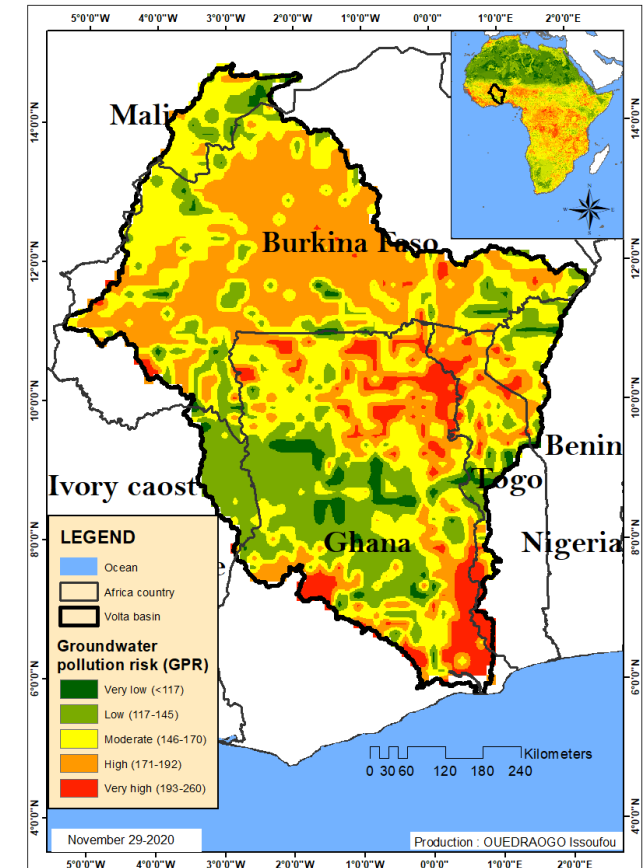 5°0'0"W 4°0'0"W 3°0'0"W 2°0'0"W 1°0'0"W 0°0'0" 1°0'0"E 2°0'0"E
14°0'0"N
12°0'0"N
10°0'0"N
8°0'0"N
6°0'0"N
4°0'0"N
14°0'0"N
12°0'0"N
10°0'0"N
8°0'0"N
6°0'0"N
4°0'0"N
N
W E
S
Mali
Burkina Faso
Benin
Togo
Ivory caost
Ghana
Nigeria
e
LEGEND
Ocean
Africa country
Volta basin
Groundwater
pollution risk (GPR)
Very low (<117)
Low (117-145)
Moderate (146-170)
High (171-192)
Very high (193-260)
Kilometers
0 30 60 120 180 240
November 29-2020
Production : OUEDRAOGO Issoufou
5°0'0"W 4°0'0"W 3°0'0"W 2°0'0"W 1°0'0"W 0°0'0" 1°0'0"E 2°0'0"E